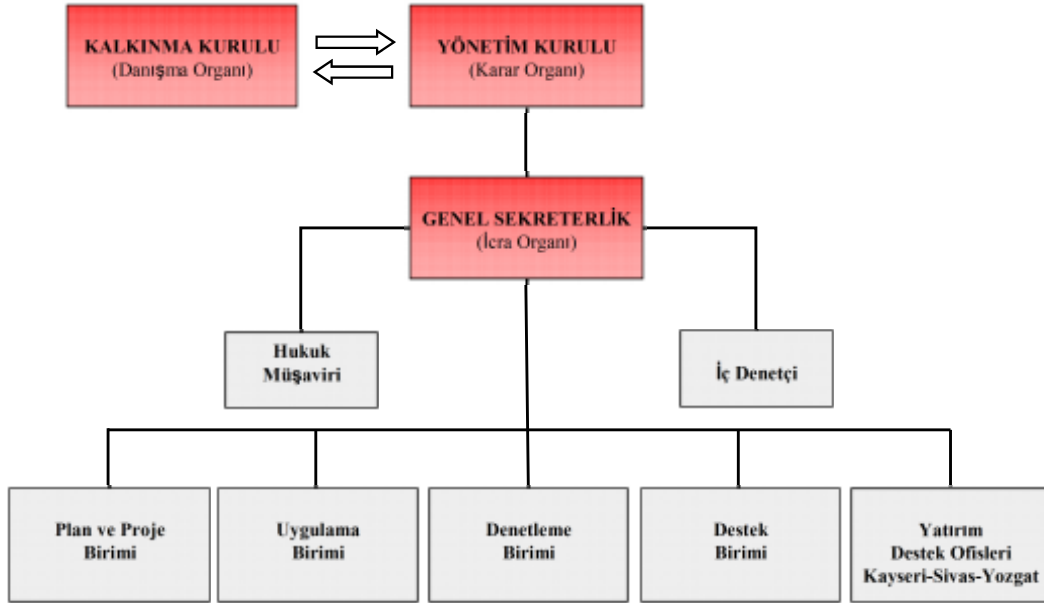 KALKINMA KURULU
(Danışma Organı)
YÖNETİM KURULU
(Karar Organı)
GENEL SEKRETERLİK
(İcra Organı)
Hukuk
Müşaviri
İç Denetçi
Plan ve Proje
Birimi
Uygulama
Birimi
Denetleme
Birimi
Destek
Birimi
Yatırım
Destek Ofisleri
Kayseri-Sivas-Yozgat